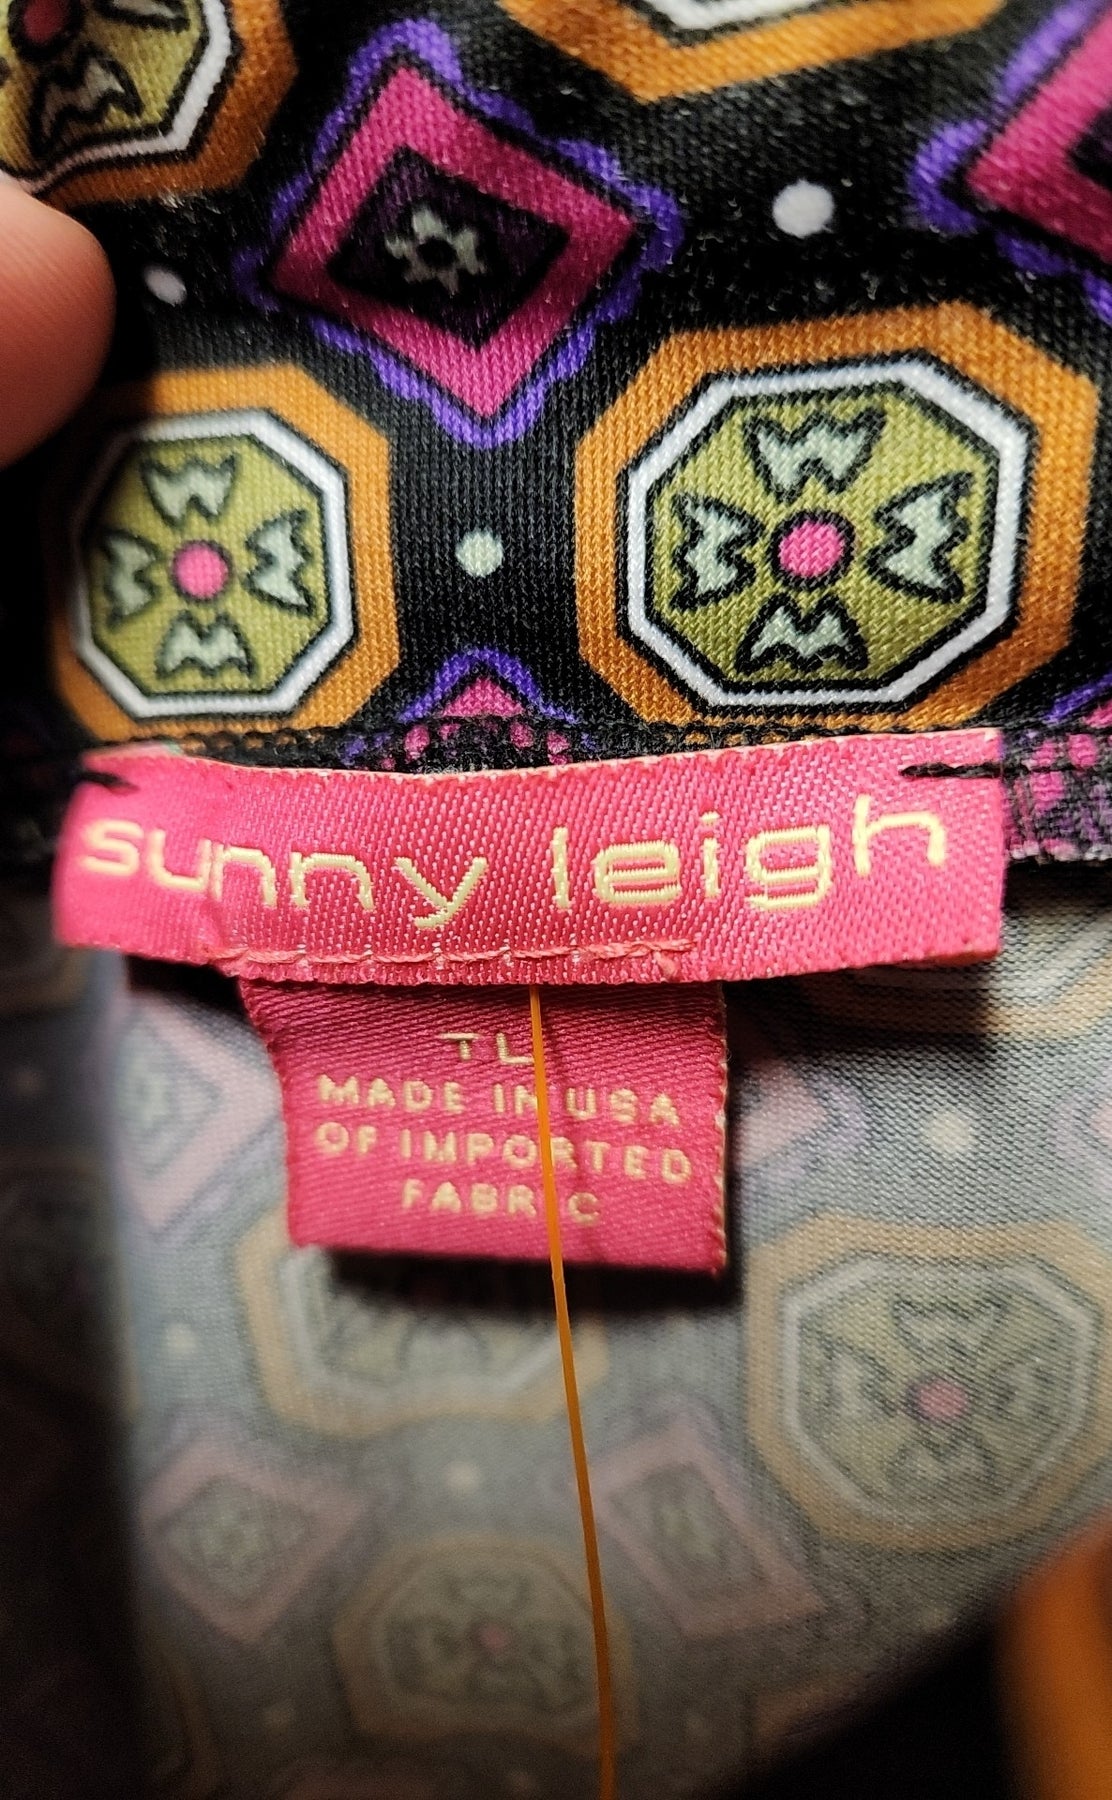 sunny leigh
TL
MADE IN USA
OF IMPORTED
FABRIC